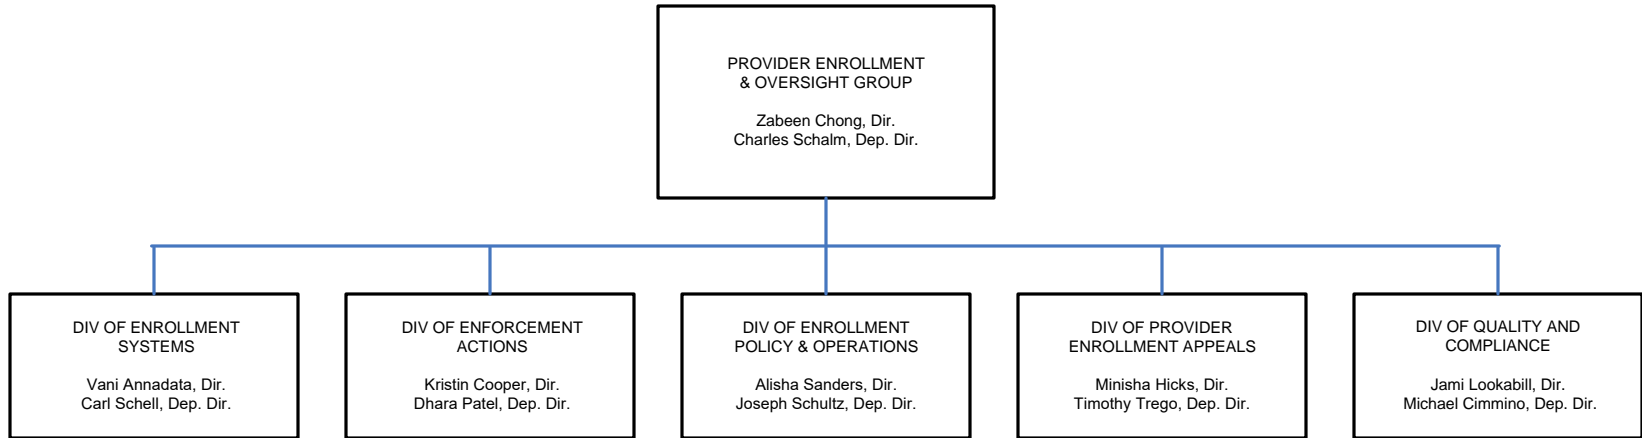 PROVIDER ENROLLMENT
& OVERSIGHT GROUP
Zabeen Chong, Dir.
Charles Schalm, Dep. Dir.
DIV OF ENROLLMENT
SYSTEMS
Vani Annadata, Dir.
Carl Schell, Dep. Dir.
DIV OF ENFORCEMENT
ACTIONS
Kristin Cooper, Dir.
Dhara Patel, Dep. Dir.
DIV OF ENROLLMENT
POLICY & OPERATIONS
Alisha Sanders, Dir.
Joseph Schultz, Dep. Dir.
DIV OF PROVIDER
ENROLLMENT APPEALS
Minisha Hicks, Dir.
Timothy Trego, Dep. Dir.
DIV OF QUALITY AND
COMPLIANCE
Jami Lookabill, Dir.
Michael Cimmino, Dep. Dir.